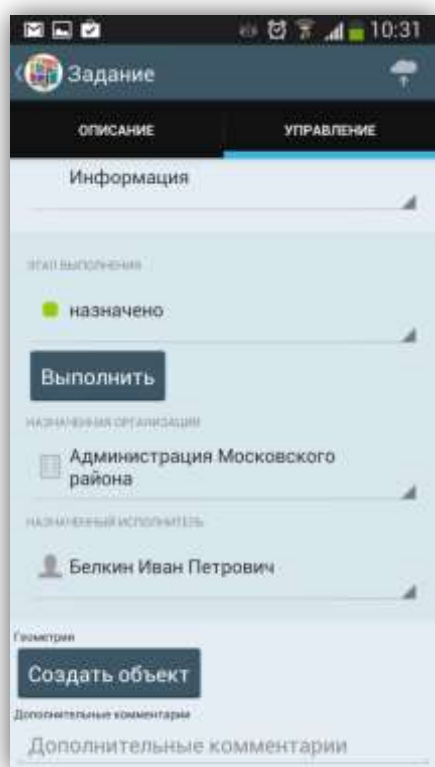 10:31
Задание
ОПИСАНИЕ
УПРАВЛЕНИЕ
Информация
ЭТАП ВЫПОЛНЕНИЯ
назначено
Выполнить
НАЗНАЧЕННАЯ ОРГАНИЗАЦИЯ
Администрация Московского
района
НАЗНАЧЕННЫЙ ИСПОЛНИТЕЛЬ
Белкин Иван Петрович
Геометрия
Создать объект
Дополнительные комментарии
Дополнительные комментарии